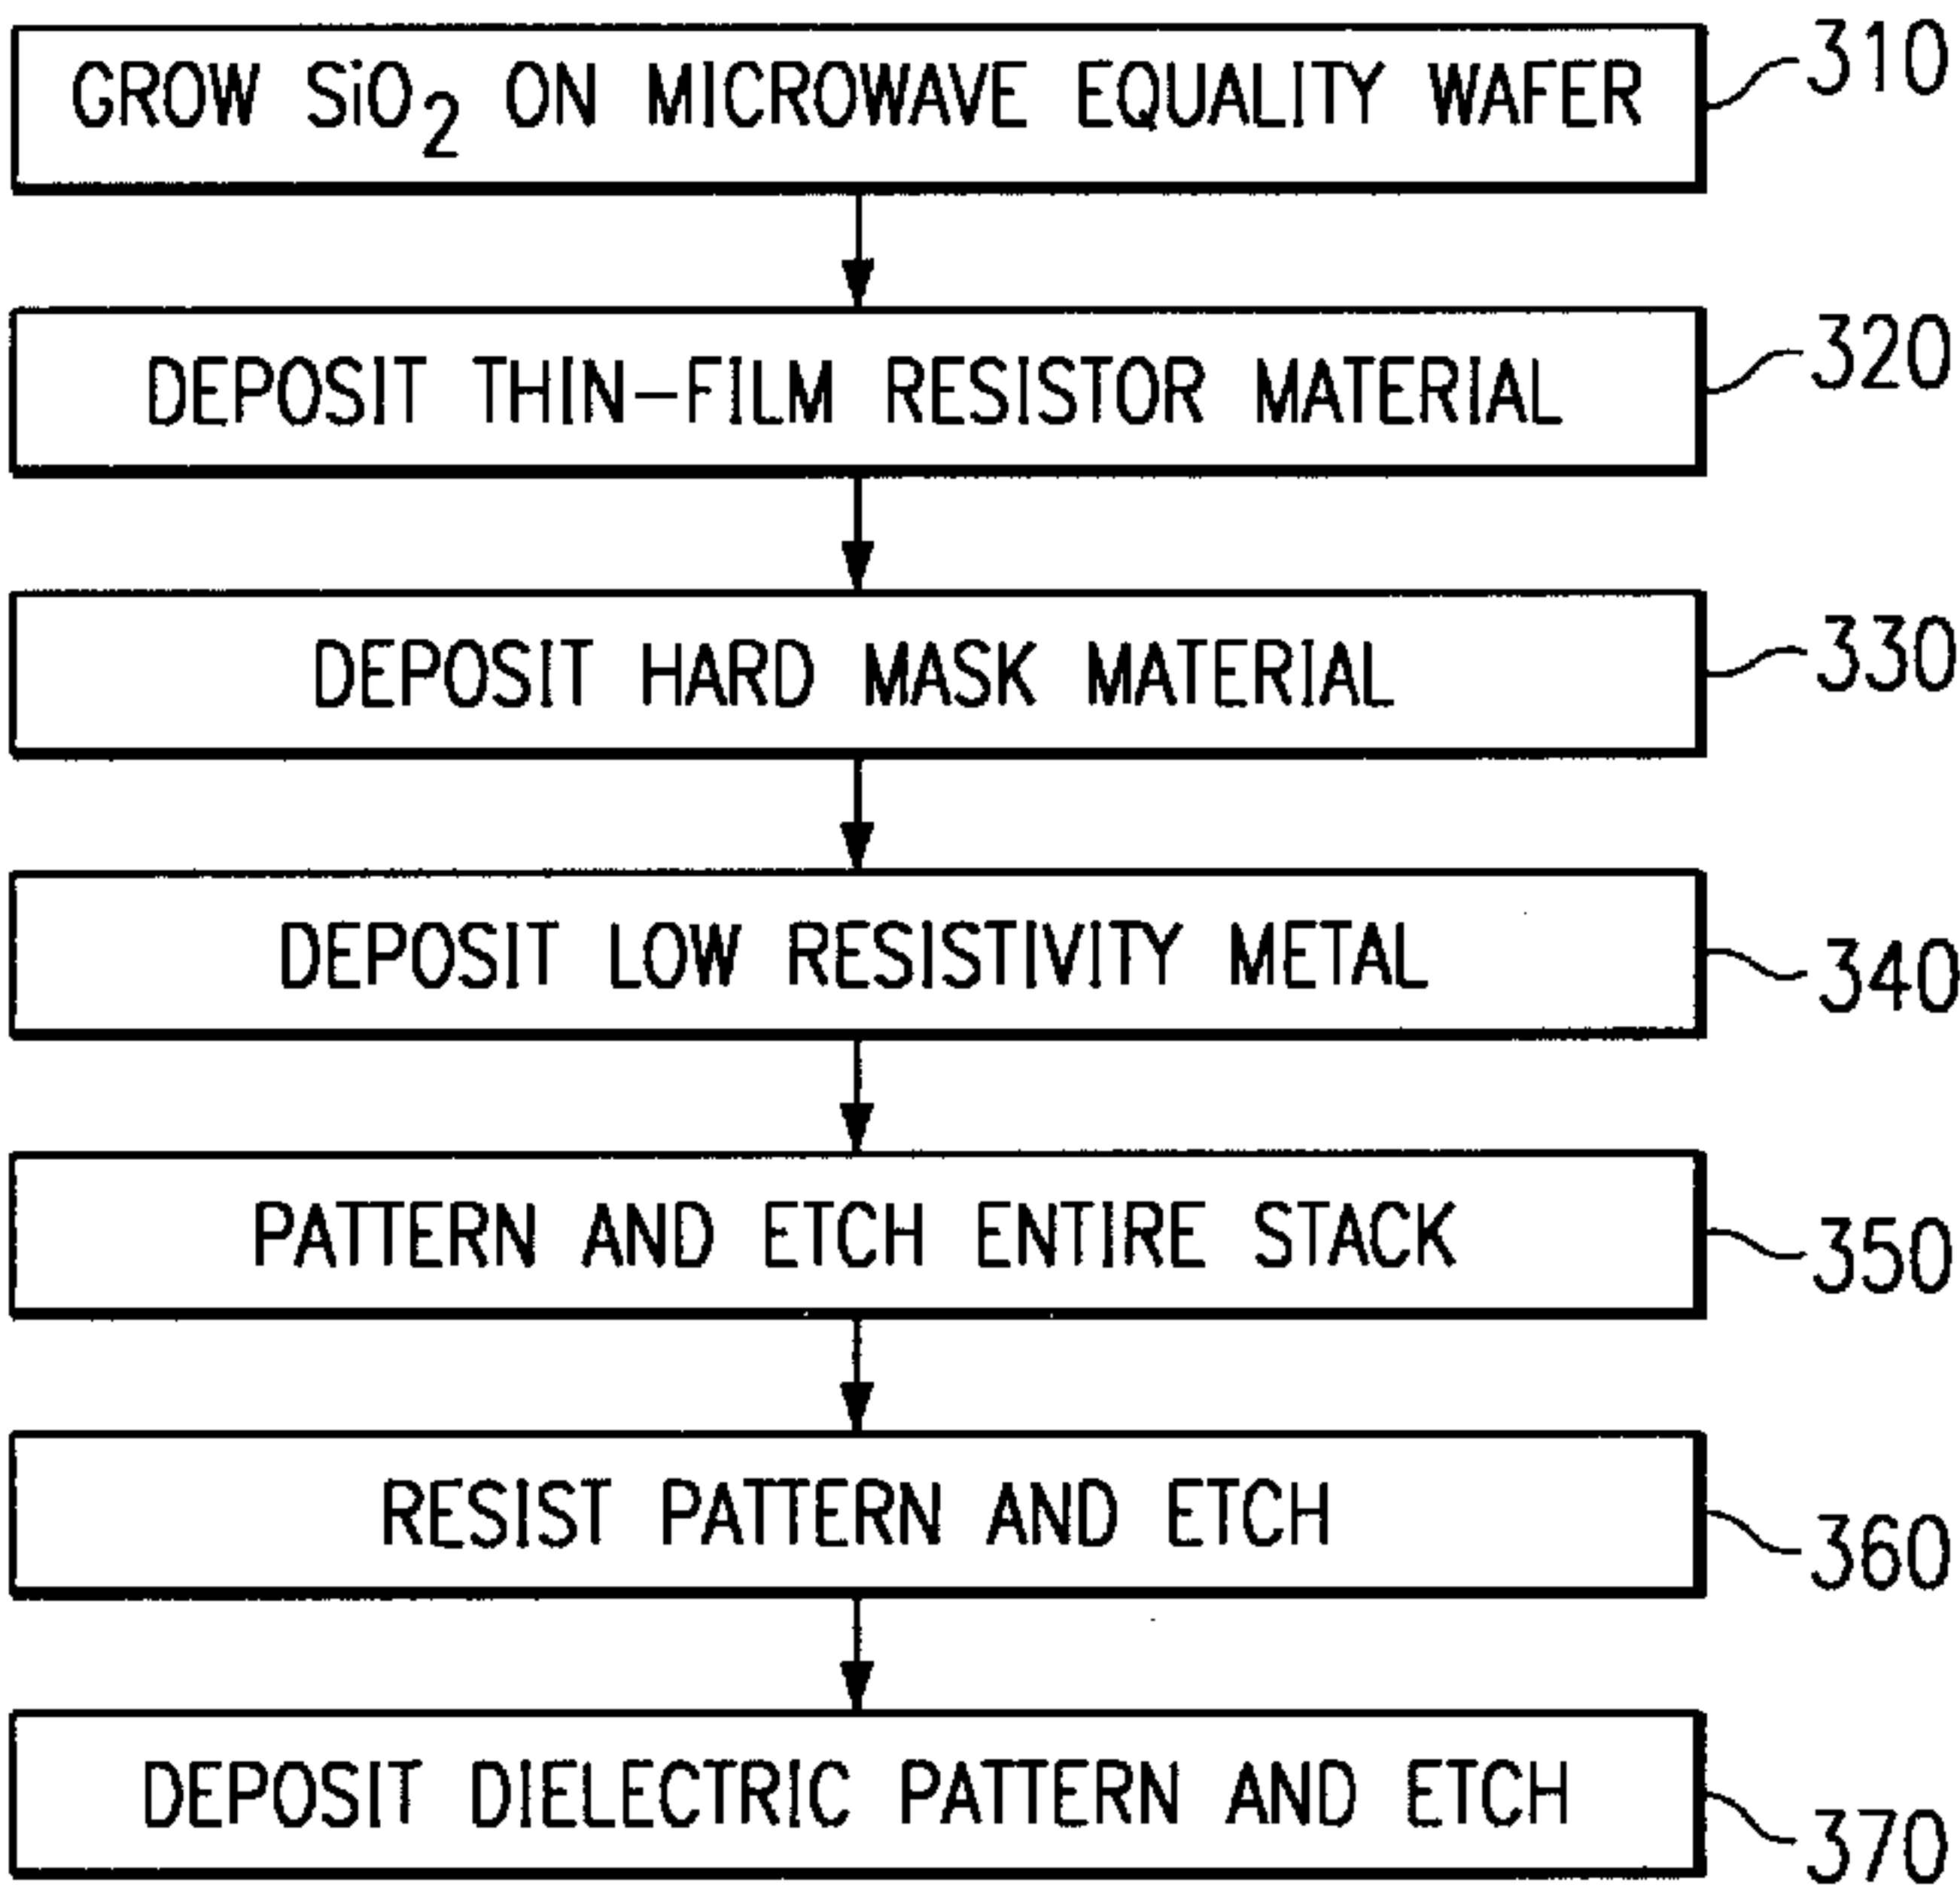 GROW SiO₂ ON MICROWAVE EQUALITY WAFER 310
DEPOSIT THIN-FILM RESISTOR MATERIAL 320
DEPOSIT HARD MASK MATERIAL 330
DEPOSIT LOW RESISTIVITY METAL 340
PATTERN AND ETCH ENTIRE STACK 350
RESIST PATTERN AND ETCH 360
DEPOSIT DIELECTRIC PATTERN AND ETCH 370